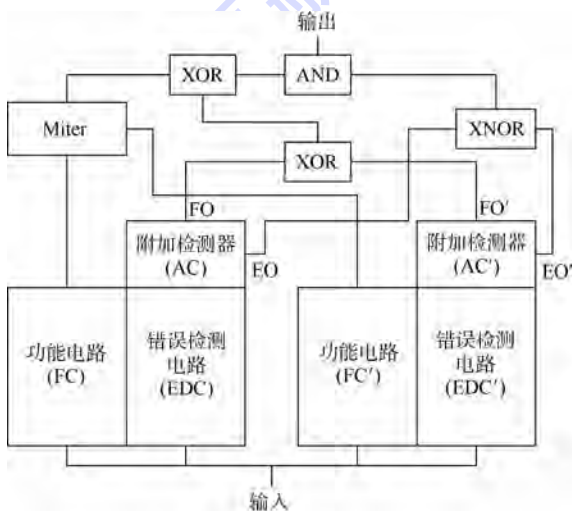 输出
XOR
AND
Miter
XNOR
XOR
FO
FO′
附加检测器
(AC)
EO
附加检测器
(AC′)
EO′
功能电路
(FC)
错误检测
电路
(EDC)
功能电路
(FC′)
错误检测
电路
(EDC′)
输入